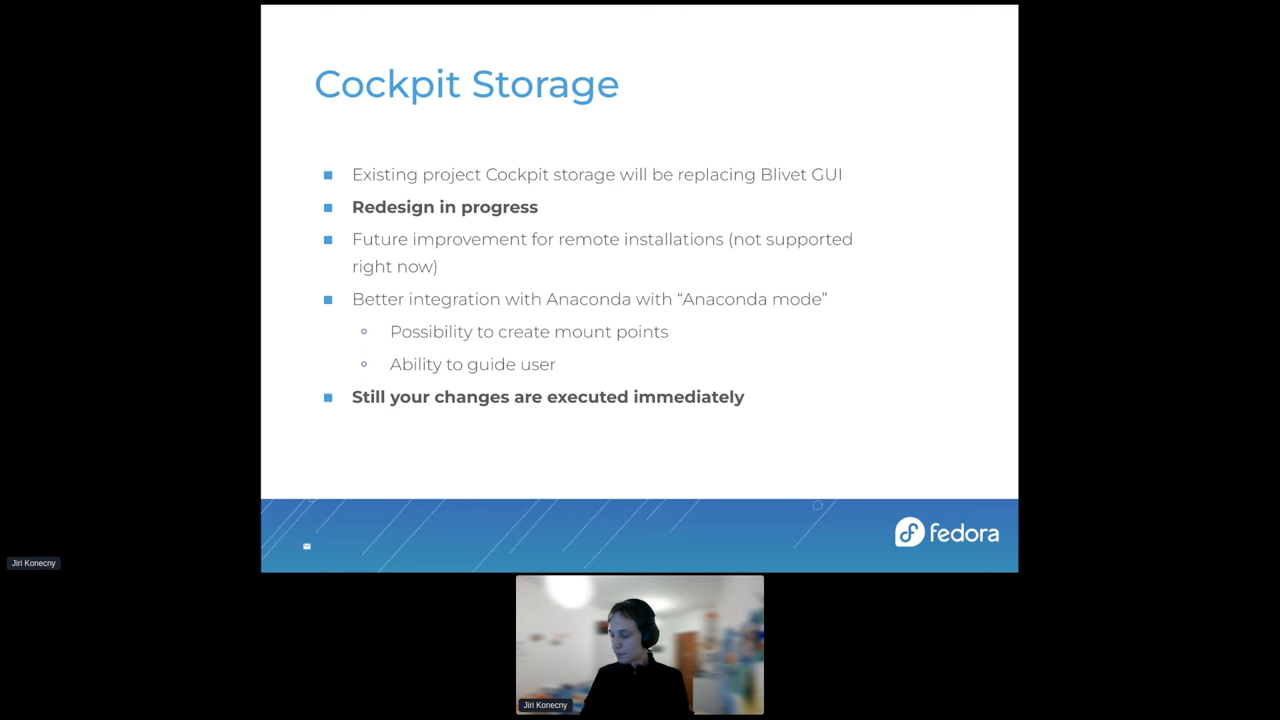 Cockpit Storage
Existing project Cockpit storage will be replacing Blivet GUI
Redesign in progress
Future improvement for remote installations (not supported
right now)
Better integration with Anaconda with “Anaconda mode”
Possibility to create mount points
Ability to guide user
Still your changes are executed immediately
fedora
Jiri Konecny
Jiri Konecny